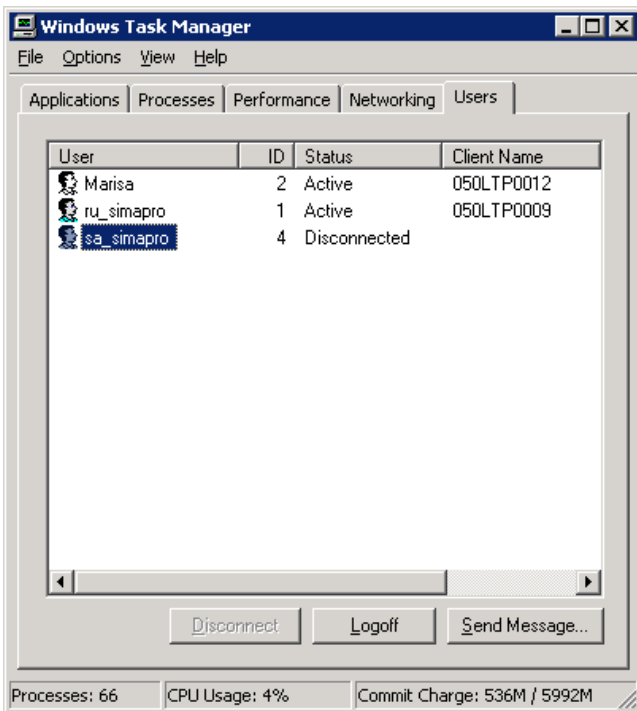 Windows Task Manager
File Options View Help
Applications Processes Performance Networking Users
User ID Status Client Name
Marisa 2 Active 050LTP0012
ru_simapro 1 Active 050LTP0009
sa_simapro 4 Disconnected
Disconnect Logoff Send Message...
Processes: 66 CPU Usage: 4% Commit Charge: 536M / 5992M